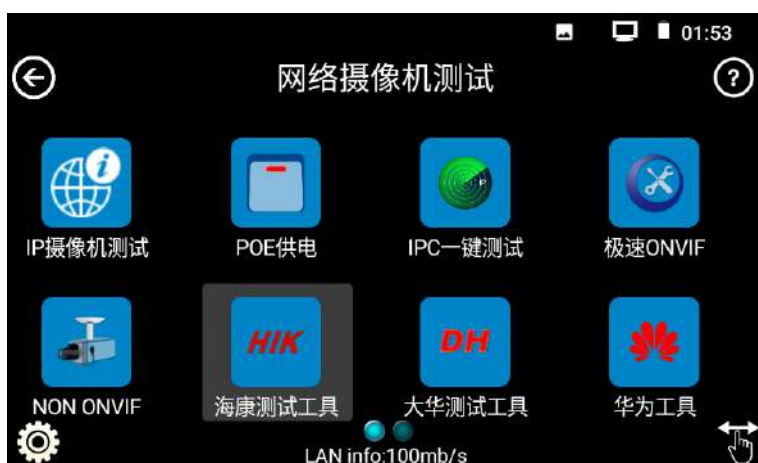 01:53
网络摄像机测试
?
i
IP
IP摄像机测试
POE供电
IPC一键测试
极速ONVIF
HIK
DH
NON ONVIF
海康测试工具
大华测试工具
华为工具
LAN info:100mb/s